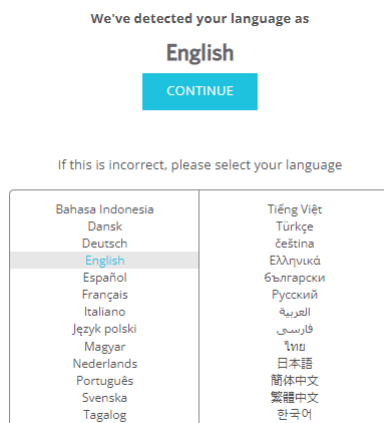 We've detected your language as
English
CONTINUE
If this is incorrect, please select your language
Bahasa Indonesia
Dansk
Deutsch
English
Español
Français
Italiano
Język polski
Magyar
Nederlands
Português
Svenska
Tagalog
Tiếng Việt
Türkçe
čeština
Ελληνικά
български
Русский
العربية
فارسی
ไทย
日本語
简体中文
繁體中文
한국어